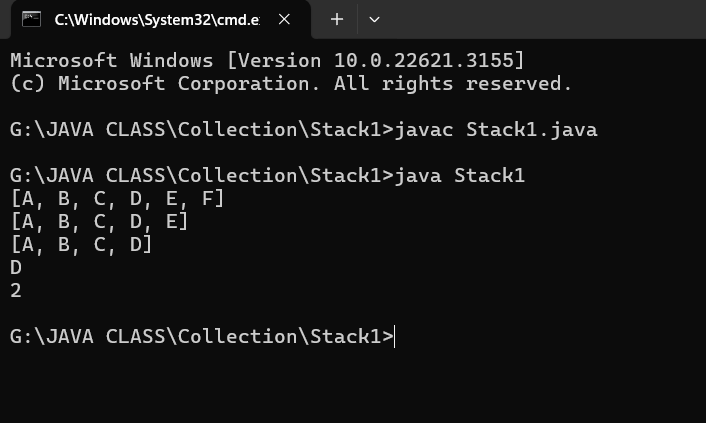 C:\Windows\System32\cmd.e
Microsoft Windows [Version 10.0.22621.3155]
(c) Microsoft Corporation. All rights reserved.
G:\JAVA CLASS\Collection\Stack1>javac Stack1.java
G:\JAVA CLASS\Collection\Stack1>java Stack1
[A, B, C, D, E, F]
[A, B, C, D, E]
[A, B, C, D]
D
2
G:\JAVA CLASS\Collection\Stack1>